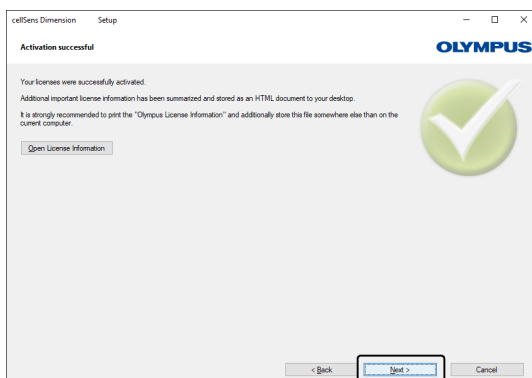 cellSens Dimension Setup
Activation successful
OLYMPUS
Your licenses were successfully activated.
Additional important license information has been summarized and stored as an HTML document to your desktop.
It is strongly recommended to print the "Olympus License Information" and additionally store this file somewhere else than on the
current computer.
Open License Information
< Back Next > Cancel